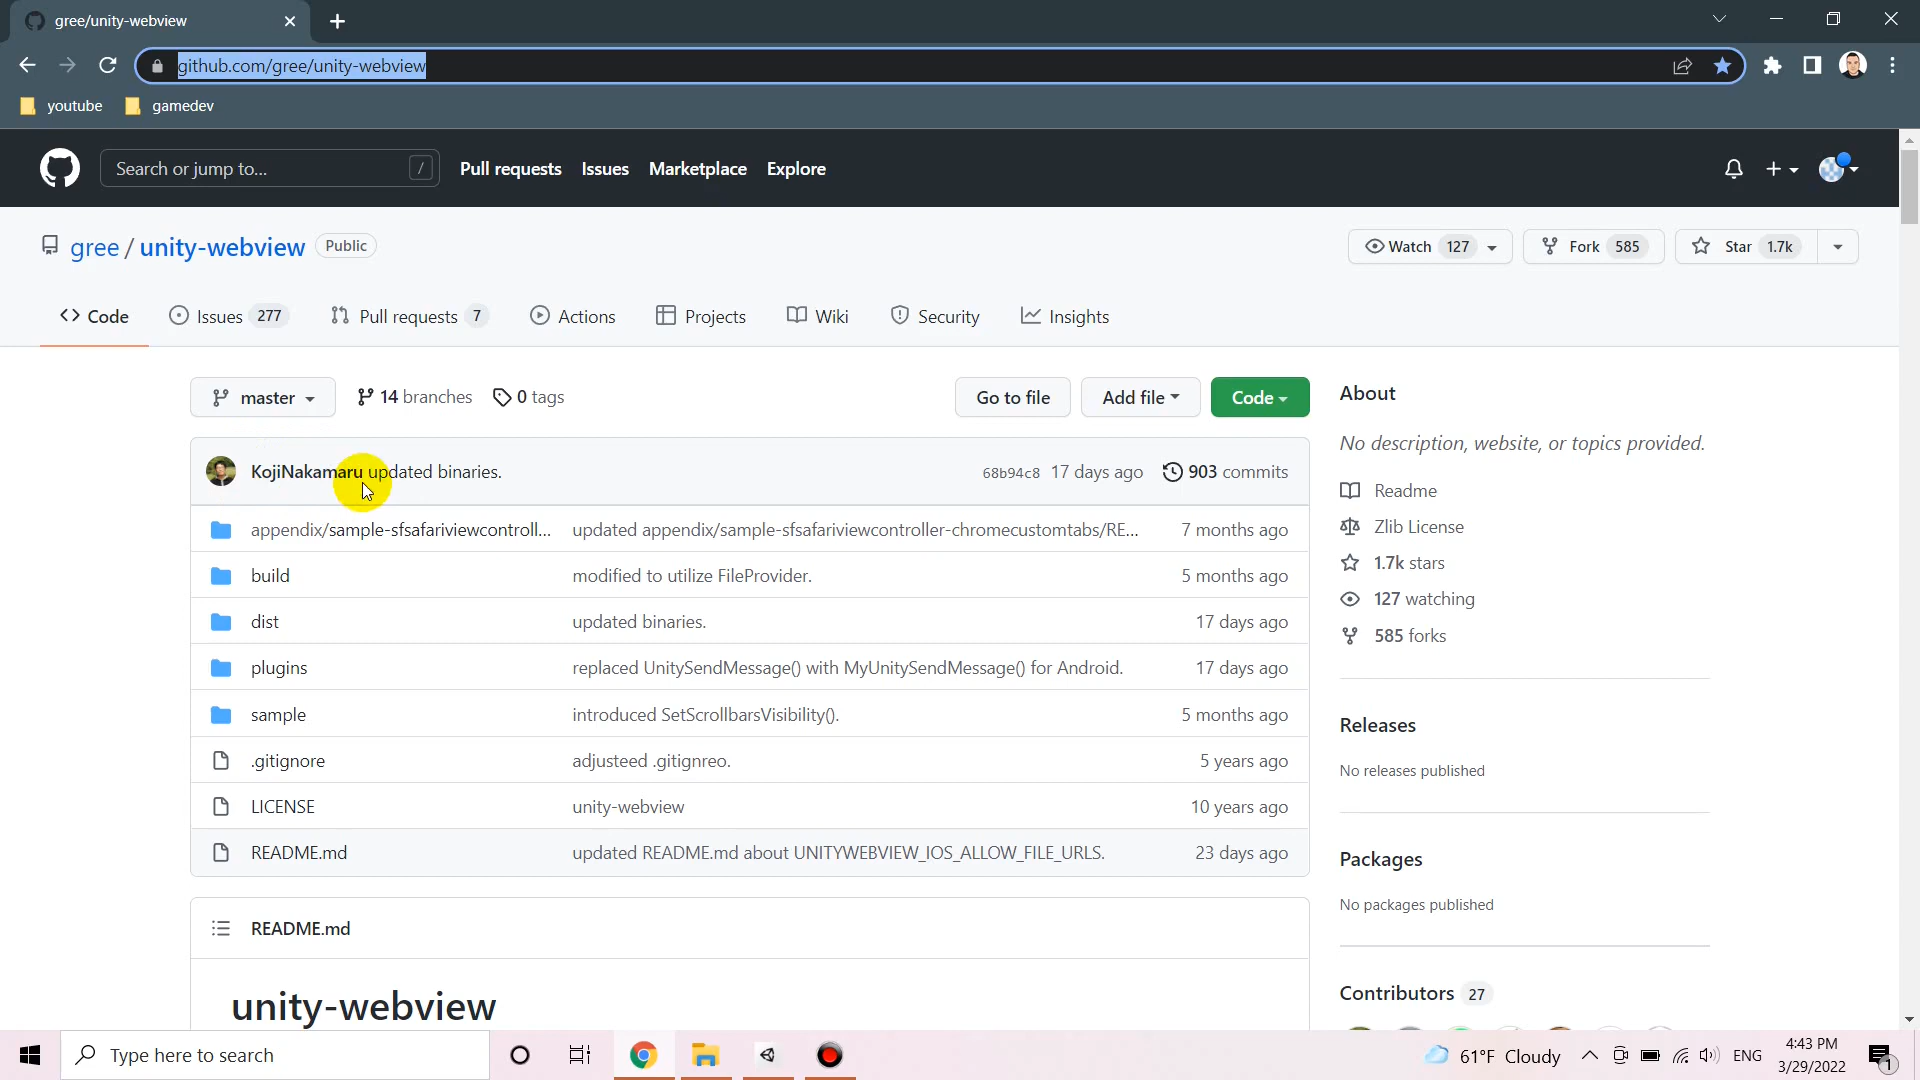 gree/unity-webview
github.com/gree/unity-webview
youtube
gamedev
Search or jump to...
/
Pull requests
Issues
Marketplace
Explore
gree / unity-webview
Public
Watch 127
Fork 585
Star 1.7k
Code
Issues 277
Pull requests 7
Actions
Projects
Wiki
Security
Insights
master
14 branches
0 tags
Go to file
Add file
Code
KojiNakamaru updated binaries.
68b94c8 17 days ago
903 commits
appendix/sample-sfsafariviewcontroll... updated appendix/sample-sfsafariviewcontroller-chromecustomtabs/RE... 7 months ago
build modified to utilize FileProvider. 5 months ago
dist updated binaries. 17 days ago
plugins replaced UnitySendMessage() with MyUnitySendMessage() for Android. 17 days ago
sample introduced SetScrollbarsVisibility(). 5 months ago
.gitignore adjusteed .gitignreo. 5 years ago
LICENSE unity-webview 10 years ago
README.md updated README.md about UNITYWEBVIEW_IOS_ALLOW_FILE_URLS. 23 days ago
README.md
unity-webview
About
No description, website, or topics provided.
Readme
Zlib License
1.7k stars
127 watching
585 forks
Releases
No releases published
Packages
No packages published
Contributors 27
Type here to search
61°F Cloudy
ENG
4:43 PM
3/29/2022
1